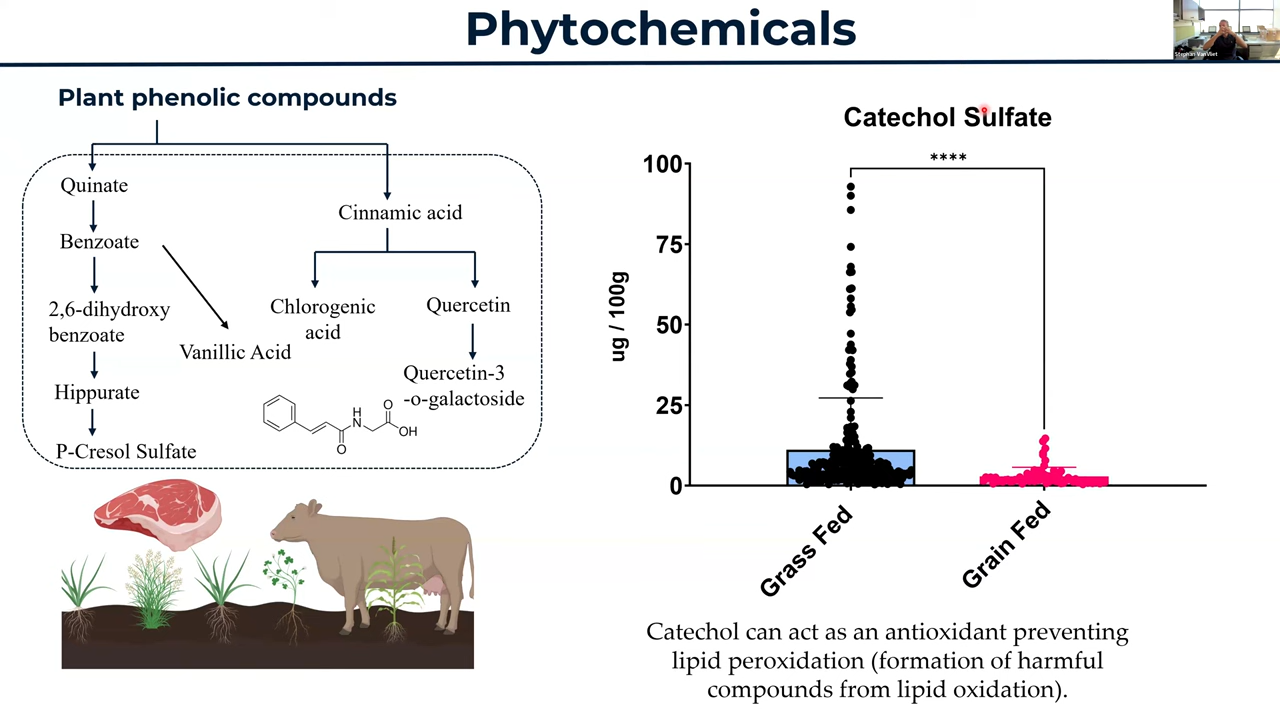 Phytochemicals
Stephan VanVliet
Plant phenolic compounds
Quinate
Benzoate
2,6-dihydroxy
benzoate
Hippurate
P-Cresol Sulfate
Vanillic Acid
Cinnamic acid
Chlorogenic
acid
Quercetin
Quercetin-3
-o-galactoside
H
N
O
OH
O
Catechol Sulfate
****
100
75
50
25
0
ug / 100g
Grass Fed
Grain Fed
Catechol can act as an antioxidant preventing
lipid peroxidation (formation of harmful
compounds from lipid oxidation).